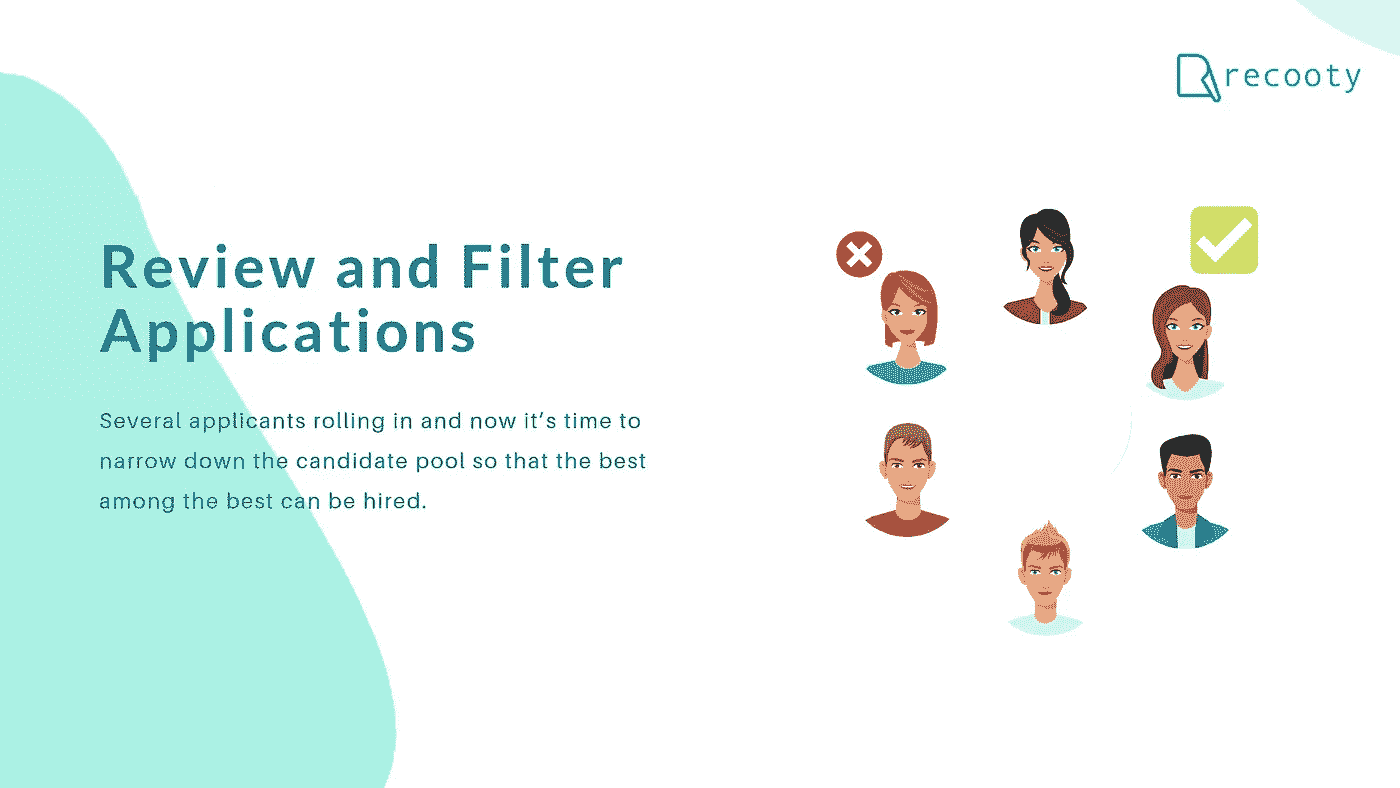 recooty
Review and Filter
Applications
Several applicants rolling in and now it’s time to
narrow down the candidate pool so that the best
among the best can be hired.